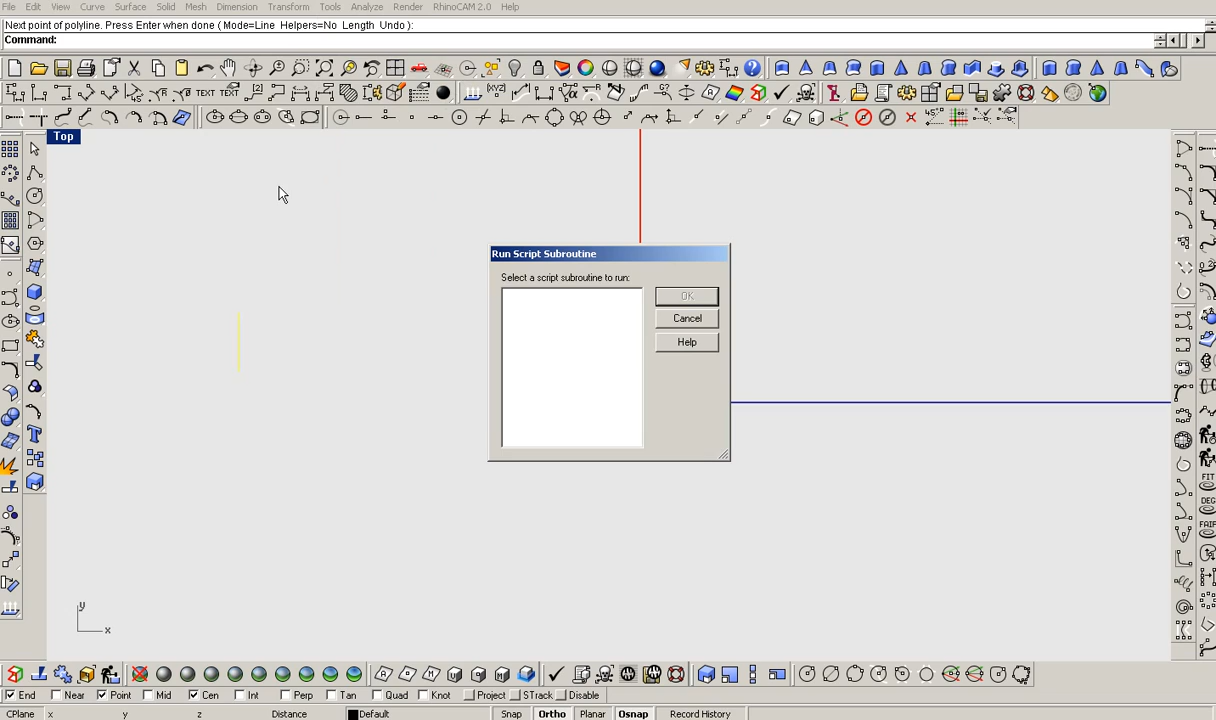 File Edit View Curve Surface Solid Mesh Dimension Transform Tools Analyze Render RhinoCAM 2.0 Help
Next point of polyline. Press Enter when done ( Mode=Line Helpers=No Length Undo ):
Command:
TEXT TEXT
Top
Run Script Subroutine
Select a script subroutine to run:
OK
Cancel
Help
FIT
DEG
FAIR
y
x
End Near Point Mid Cen Int Perp Tan Quad Knot Project STrack Disable
CPlane x y z Distance Default Snap Ortho Planar Osnap Record History